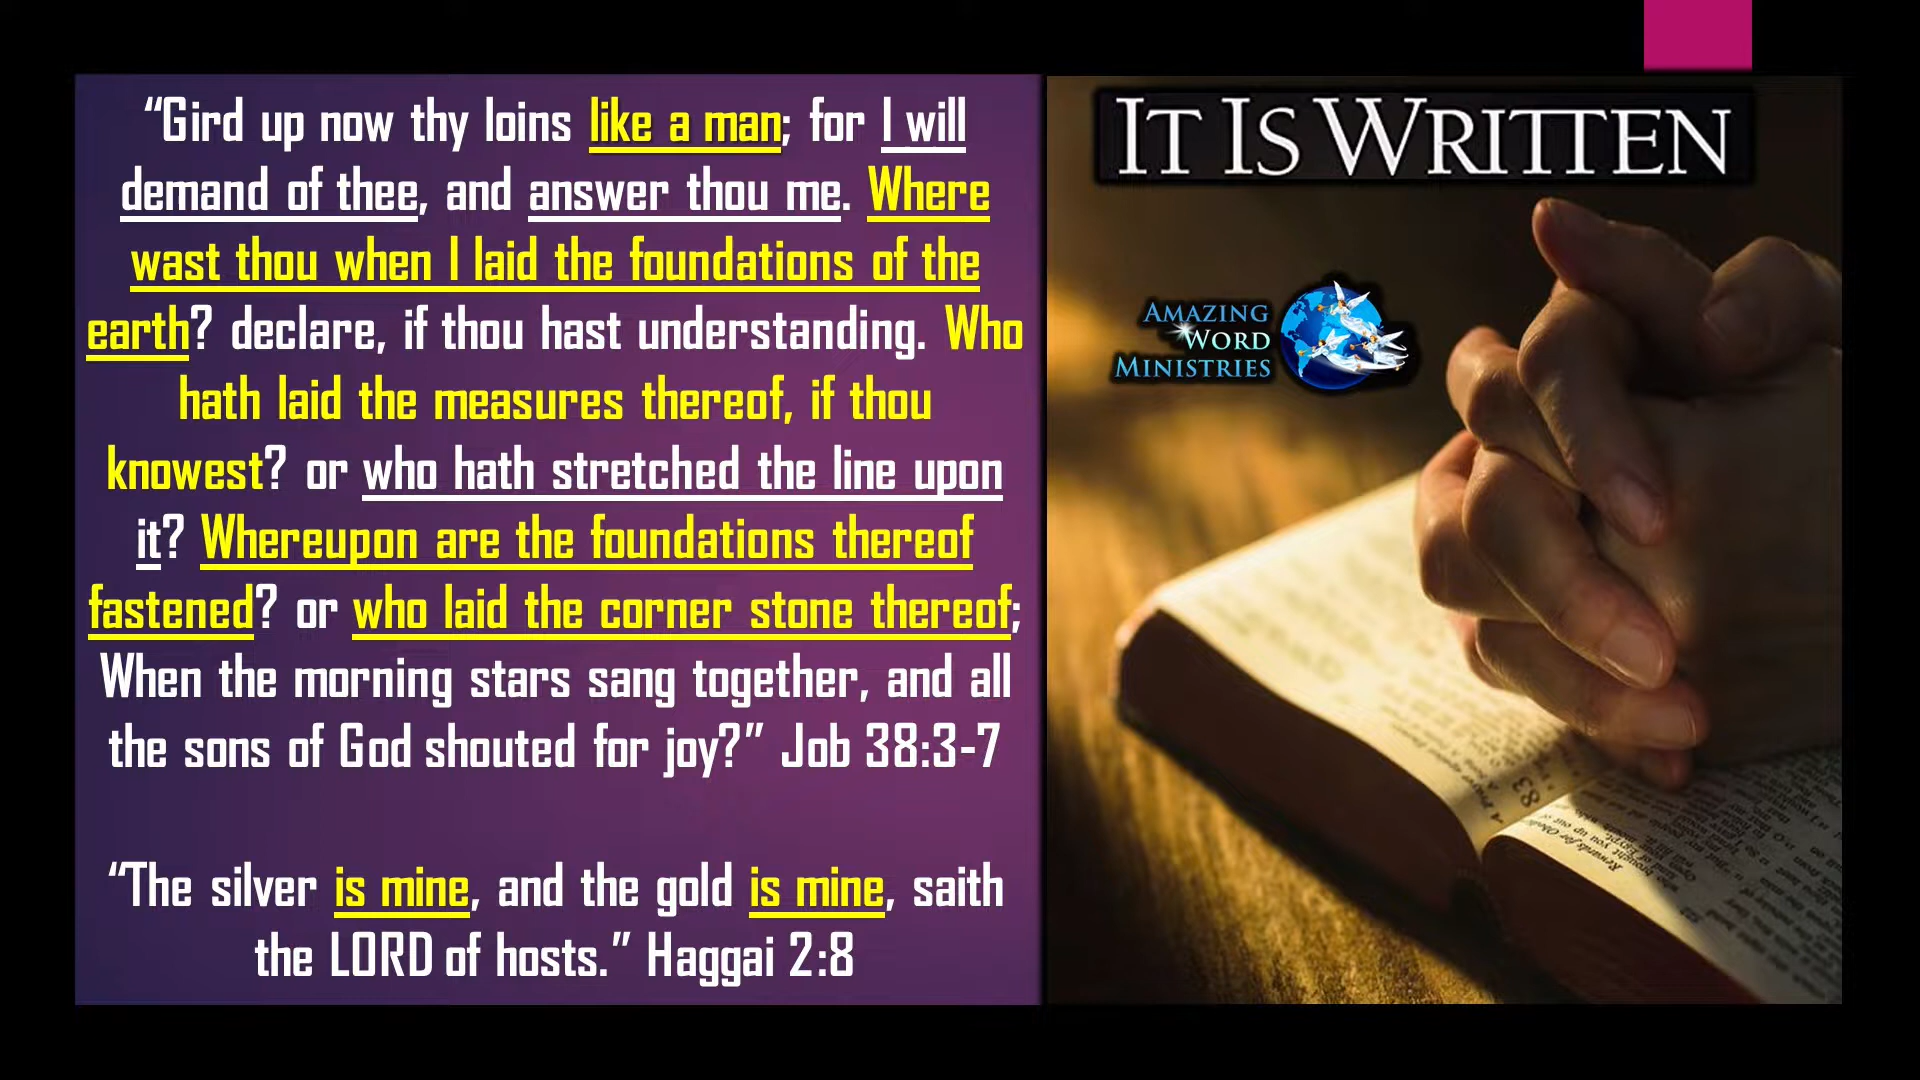 “Gird up now thy loins like a man; for I will
demand of thee, and answer thou me. Where
wast thou when I laid the foundations of the
earth? declare, if thou hast understanding. Who
hath laid the measures thereof, if thou
knowest? or who hath stretched the line upon
it? Whereupon are the foundations thereof
fastened? or who laid the corner stone thereof;
When the morning stars sang together, and all
the sons of God shouted for joy?” Job 38:3-7
“The silver is mine, and the gold is mine, saith
the LORD of hosts.” Haggai 2:8
IT IS WRITTEN
AMAZING
WORD
MINISTRIES
83